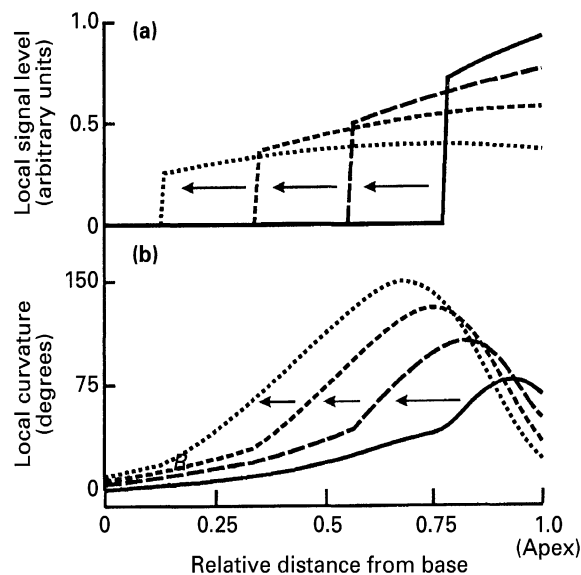 (a)
Local signal level
(arbitrary units)
1.0
0.5
0
(b)
Local curvature
(degrees)
150
75
0
B
0 0.25 0.5 0.75 1.0
(Apex)
Relative distance from base